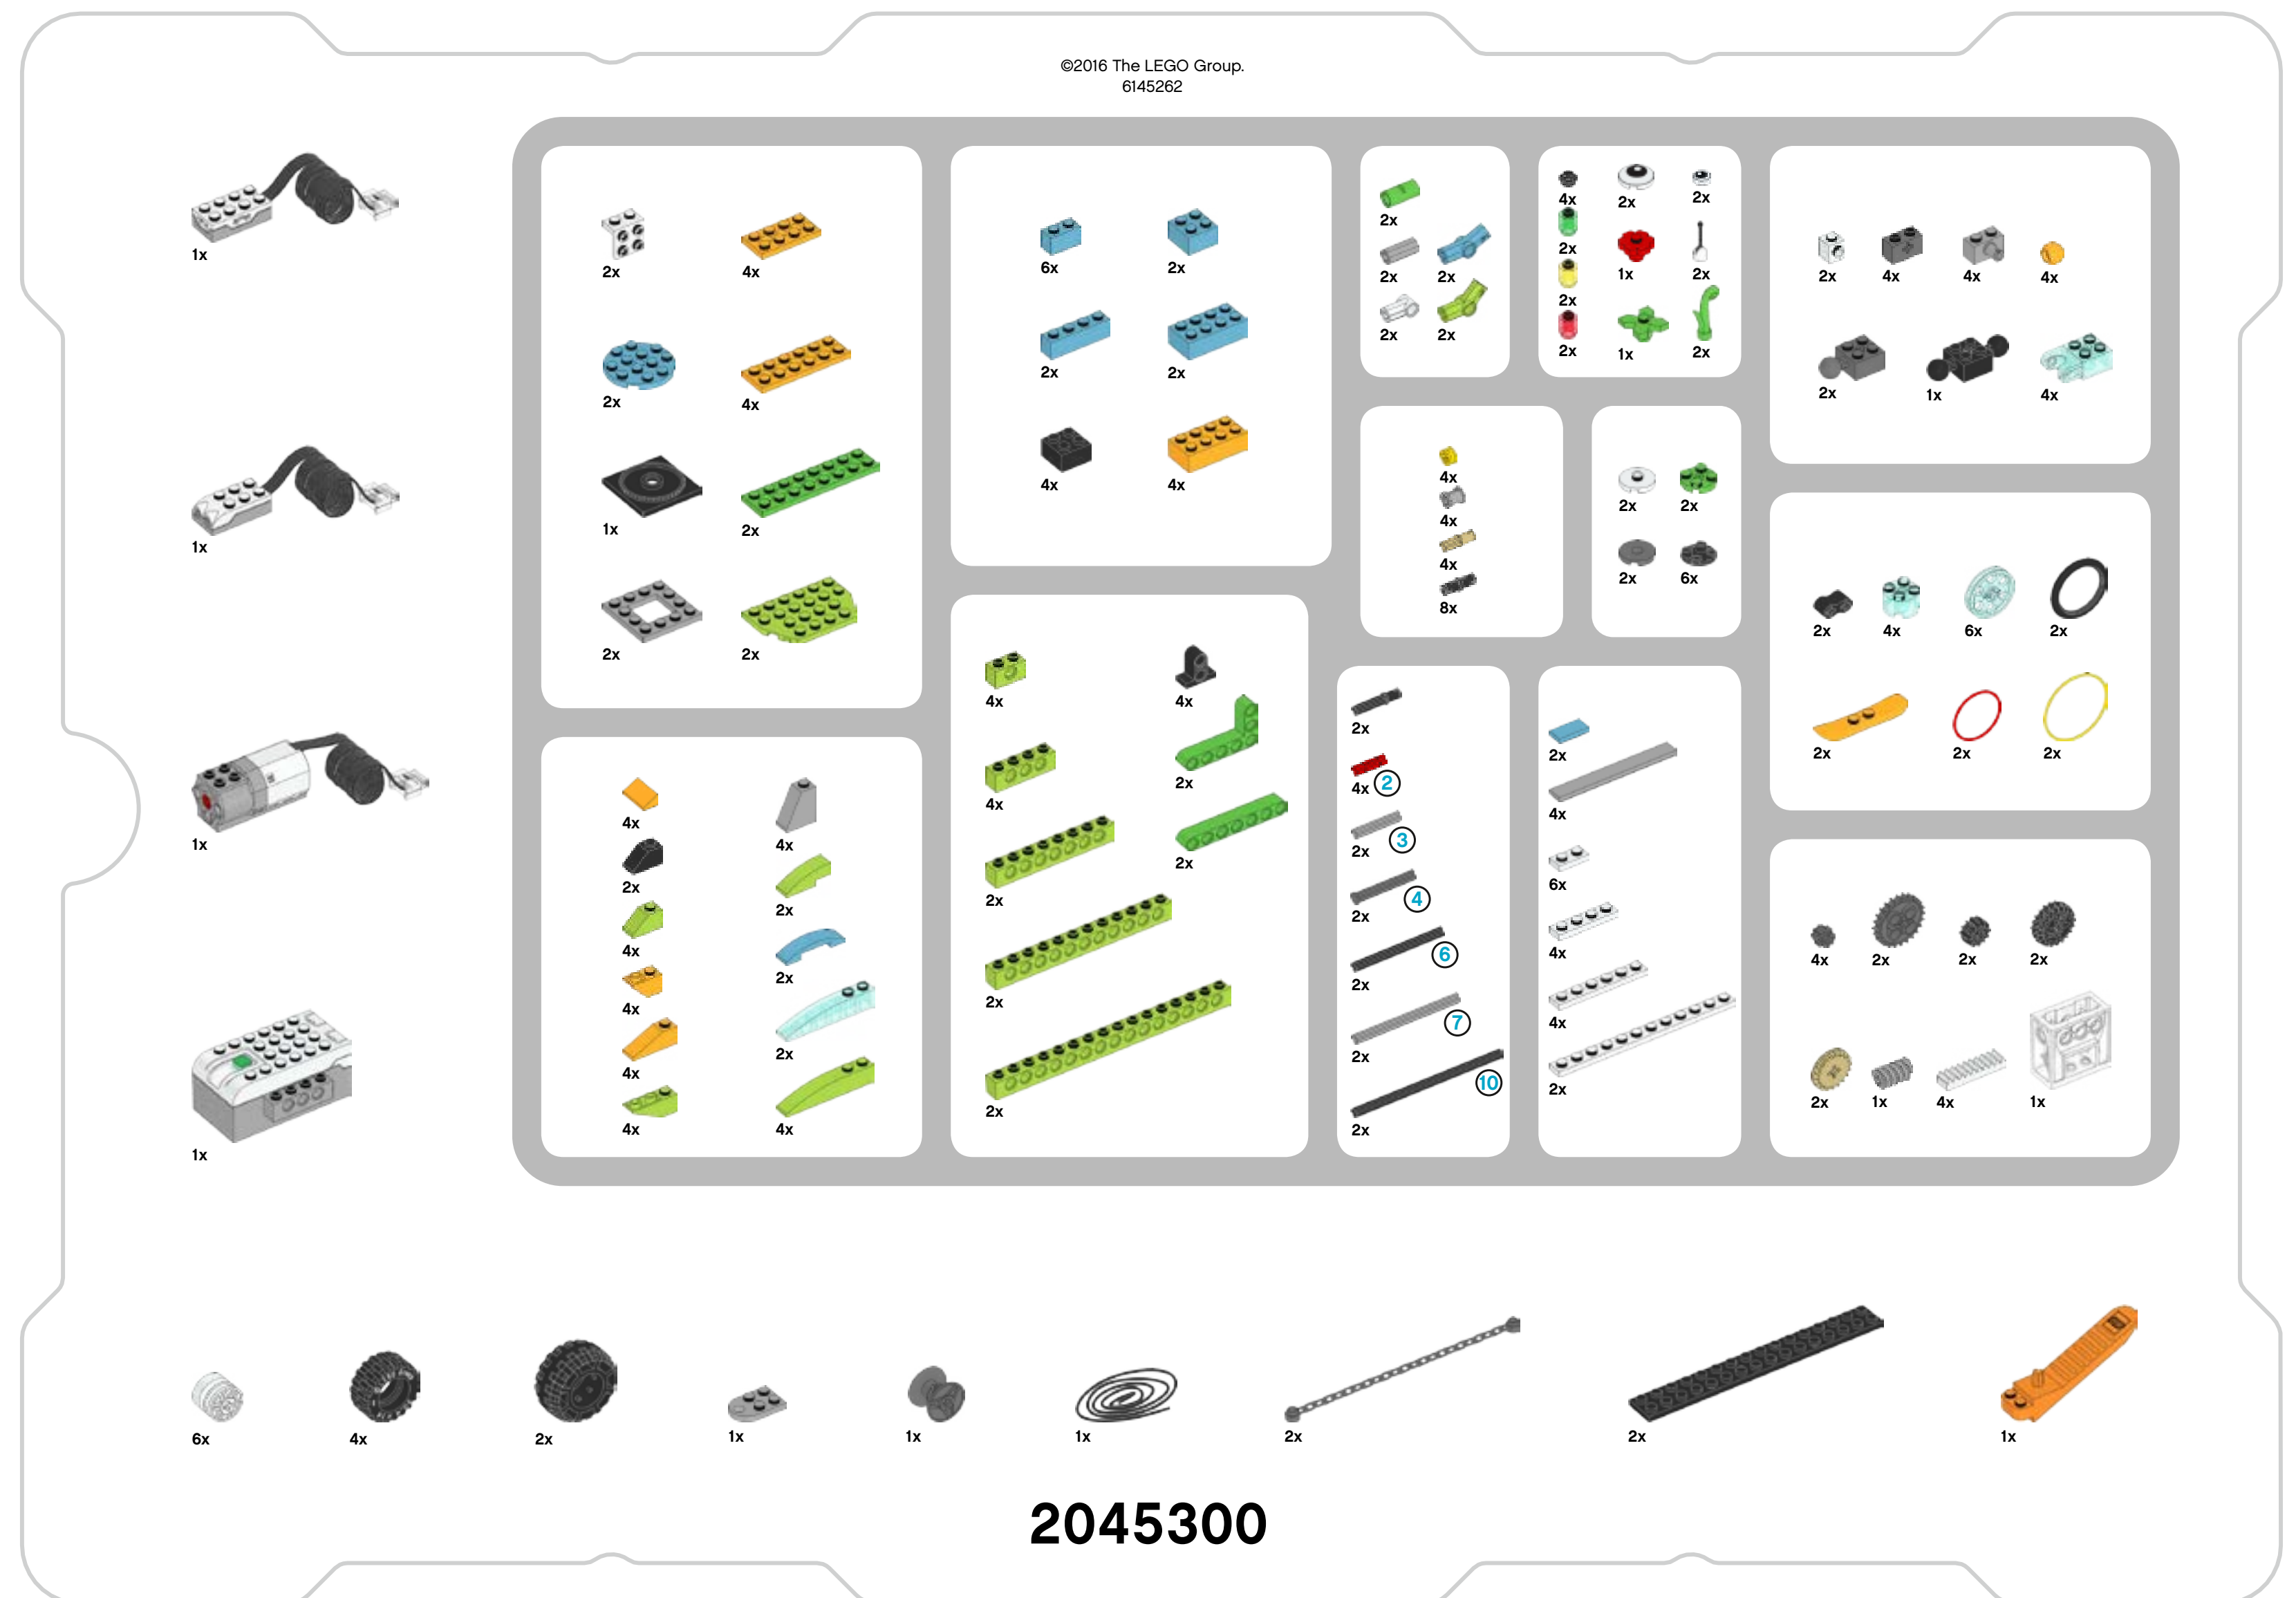 ©2016 The LEGO Group.
6145262
1x
1x
1x
1x
2x 4x
2x 4x
1x 2x
2x 2x
4x 4x
2x 2x
4x 2x
4x 2x
4x 4x
4x
6x 2x
2x 2x
4x 4x
4x 4x
4x 2x
2x 2x
2x
2x
2x
2x 2x
2x 2x
4x 2x 2x
2x 1x 2x
2x
2x 1x 2x
4x
4x
4x
8x
2x 2x
2x 6x
2x
4x 2
2x 3
2x 4
2x 6
2x 7
2x 10
2x
4x
6x
4x
4x
2x
2x 4x 4x 4x
2x 1x 4x
2x 4x 6x 2x
2x 2x 2x
4x 2x 2x 2x
2x 1x 4x 1x
6x 4x 2x 1x 1x 1x 2x 2x 1x
2045300